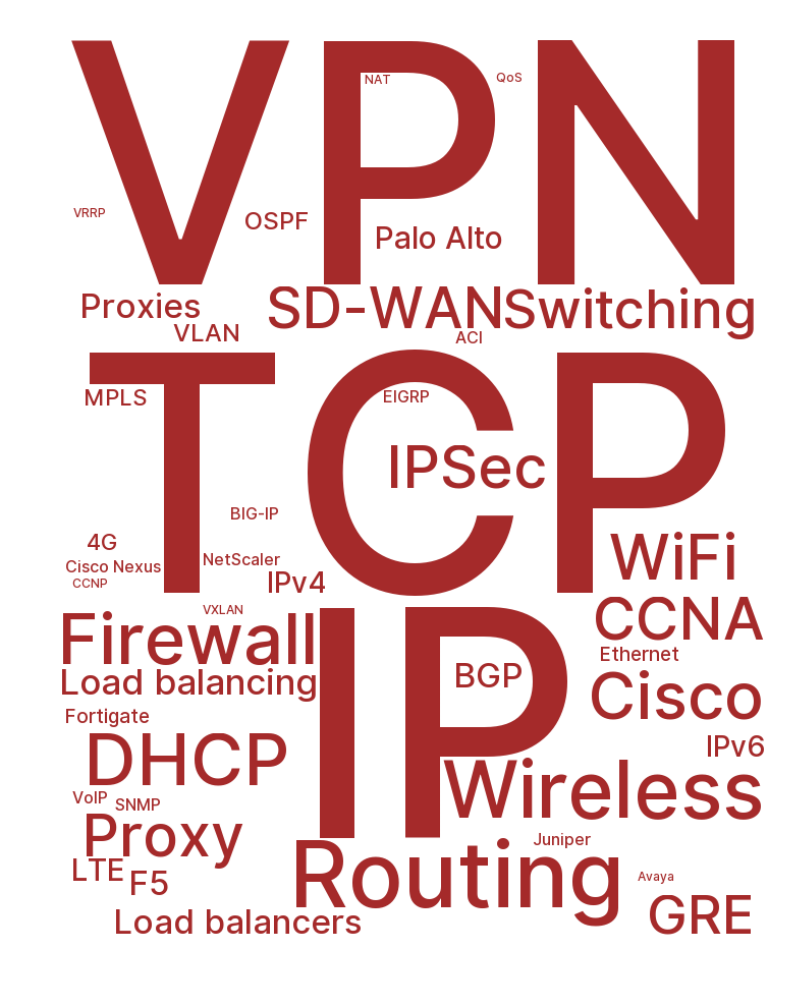 VPN
NAT
QoS
VRRP
OSPF
Palo Alto
Proxies
SD-WAN
Switching
VLAN
ACI
TCP
MPLS
EIGRP
IPSec
BIG-IP
4G
WiFi
Cisco Nexus
NetScaler
CCNP
IPv4
VXLAN
IP
Firewall
CCNA
Ethernet
Load balancing
BGP
Cisco
Fortigate
IPv6
DHCP
Wireless
VoIP
SNMP
Proxy
Juniper
LTE
F5
Routing
Avaya
GRE
Load balancers